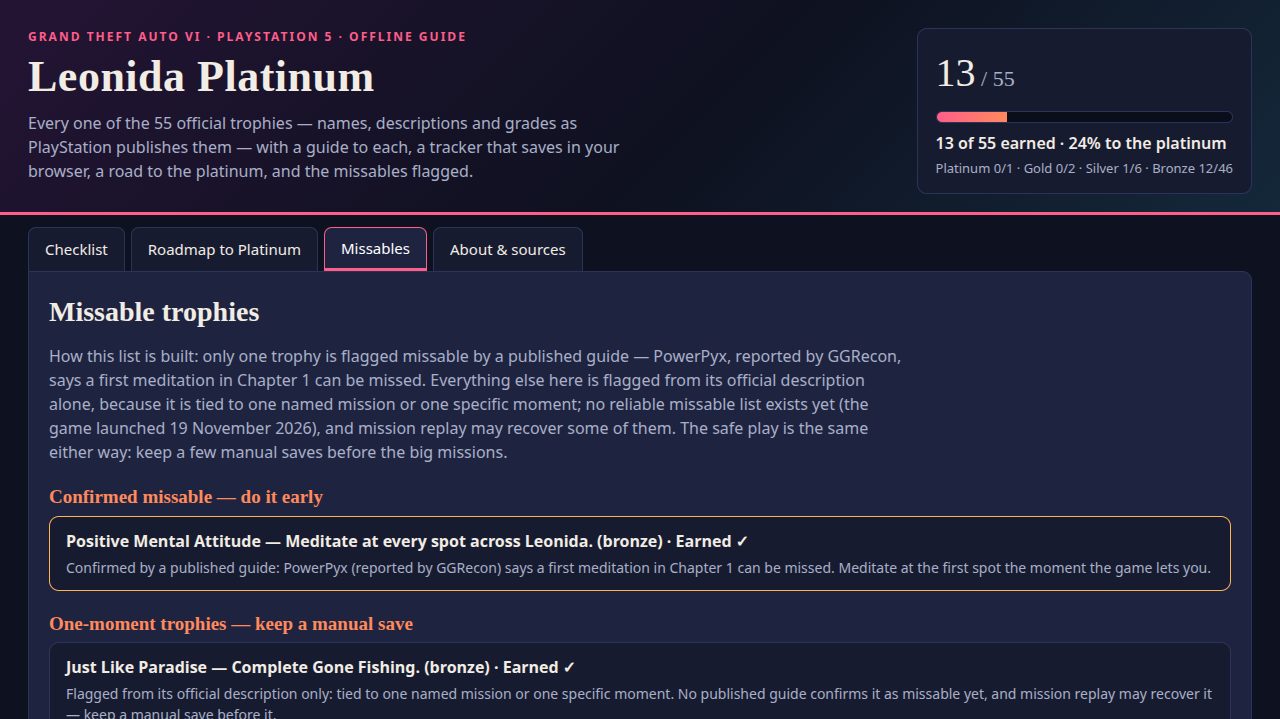 GRAND THEFT AUTO VI · PLAYSTATION 5 · OFFLINE GUIDE
Leonida Platinum
Every one of the 55 official trophies — names, descriptions and grades as
PlayStation publishes them — with a guide to each, a tracker that saves in your
browser, a road to the platinum, and the missables flagged.
13 / 55
13 of 55 earned · 24% to the platinum
Platinum 0/1 · Gold 0/2 · Silver 1/6 · Bronze 12/46
Checklist
Roadmap to Platinum
Missables
About & sources
Missable trophies
How this list is built: only one trophy is flagged missable by a published guide — PowerPyx, reported by GGRecon,
says a first meditation in Chapter 1 can be missed. Everything else here is flagged from its official description
alone, because it is tied to one named mission or one specific moment; no reliable missable list exists yet (the
game launched 19 November 2026), and mission replay may recover some of them. The safe play is the same
either way: keep a few manual saves before the big missions.
Confirmed missable — do it early
Positive Mental Attitude — Meditate at every spot across Leonida. (bronze) · Earned ✓
Confirmed by a published guide: PowerPyx (reported by GGRecon) says a first meditation in Chapter 1 can be missed. Meditate at the first spot the moment the game lets you.
One-moment trophies — keep a manual save
Just Like Paradise — Complete Gone Fishing. (bronze) · Earned ✓
Flagged from its official description only: tied to one named mission or one specific moment. No published guide confirms it as missable yet, and mission replay may recover it
— keep a manual save before it.